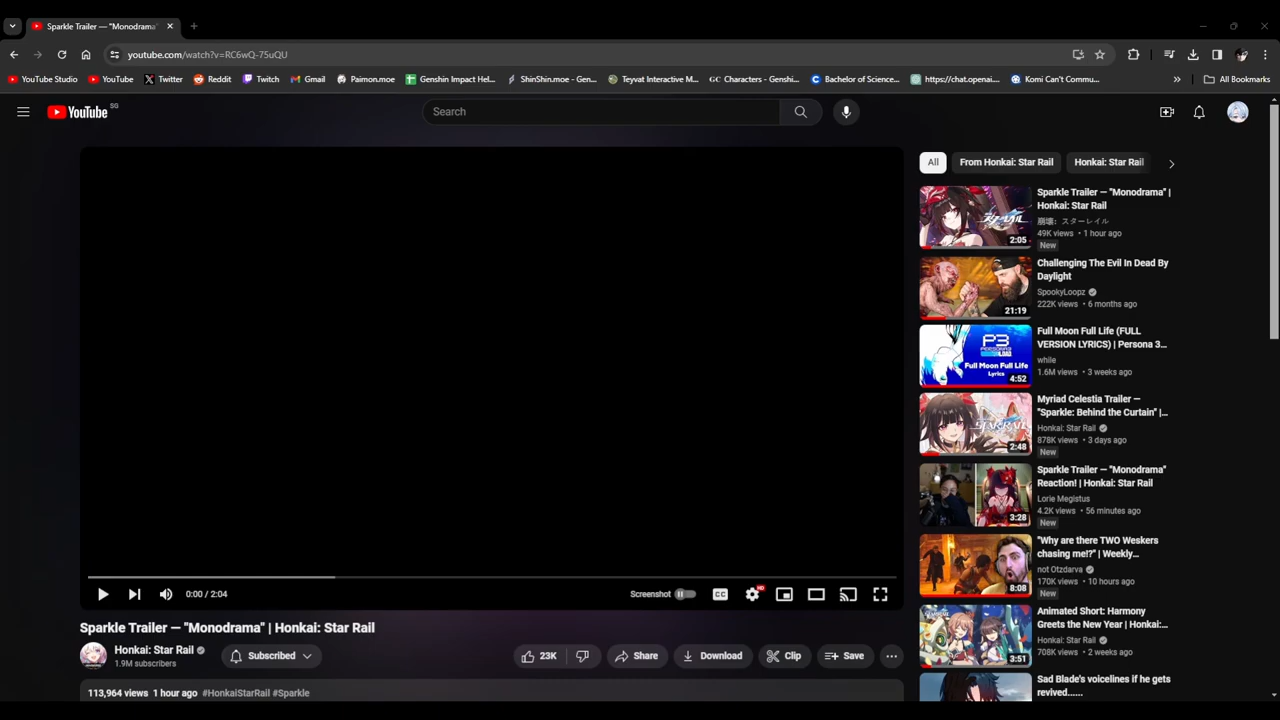 Sparkle Trailer — "Monodrama"
youtube.com/watch?v=RC6wQ-75uQU
YouTube Studio
YouTube
Twitter
Reddit
Twitch
Gmail
Paimon.moe
Genshin Impact Hel...
ShinShin.moe - Gen...
Teyvat Interactive M...
GC Characters - Gensh...
Bachelor of Science...
https://chat.openai....
Komi Can't Commu...
All Bookmarks
YouTube SG
Search
All
From Honkai: Star Rail
Honkai: Star Rail
Sparkle Trailer — "Monodrama" |
Honkai: Star Rail
崩壊：スターレイル
49K views • 1 hour ago
New
2:05
Challenging The Evil In Dead By
Daylight
SpookyLoopz
222K views • 6 months ago
21:19
Full Moon Full Life (FULL
VERSION LYRICS) | Persona 3...
while
1.6M views • 3 weeks ago
P3
Full Moon Full Life
Lyrics
4:52
Myriad Celestia Trailer —
"Sparkle: Behind the Curtain" |...
Honkai: Star Rail
878K views • 3 days ago
New
2:48
Sparkle Trailer — "Monodrama"
Reaction! | Honkai: Star Rail
Lorie Megistus
4.2K views • 56 minutes ago
New
3:28
"Why are there TWO Weskers
chasing me!?" | Weekly...
not Otzdarva
170K views • 10 hours ago
New
8:08
Animated Short: Harmony
Greets the New Year | Honkai:...
Honkai: Star Rail
708K views • 2 weeks ago
3:51
Sad Blade's voicelines if he gets
revived......
0:00 / 2:04
Screenshot
CC
HD
Sparkle Trailer — "Monodrama" | Honkai: Star Rail
Honkai: Star Rail
1.9M subscribers
Subscribed
23K
Share
Download
Clip
Save
113,964 views 1 hour ago #HonkaiStarRail #Sparkle